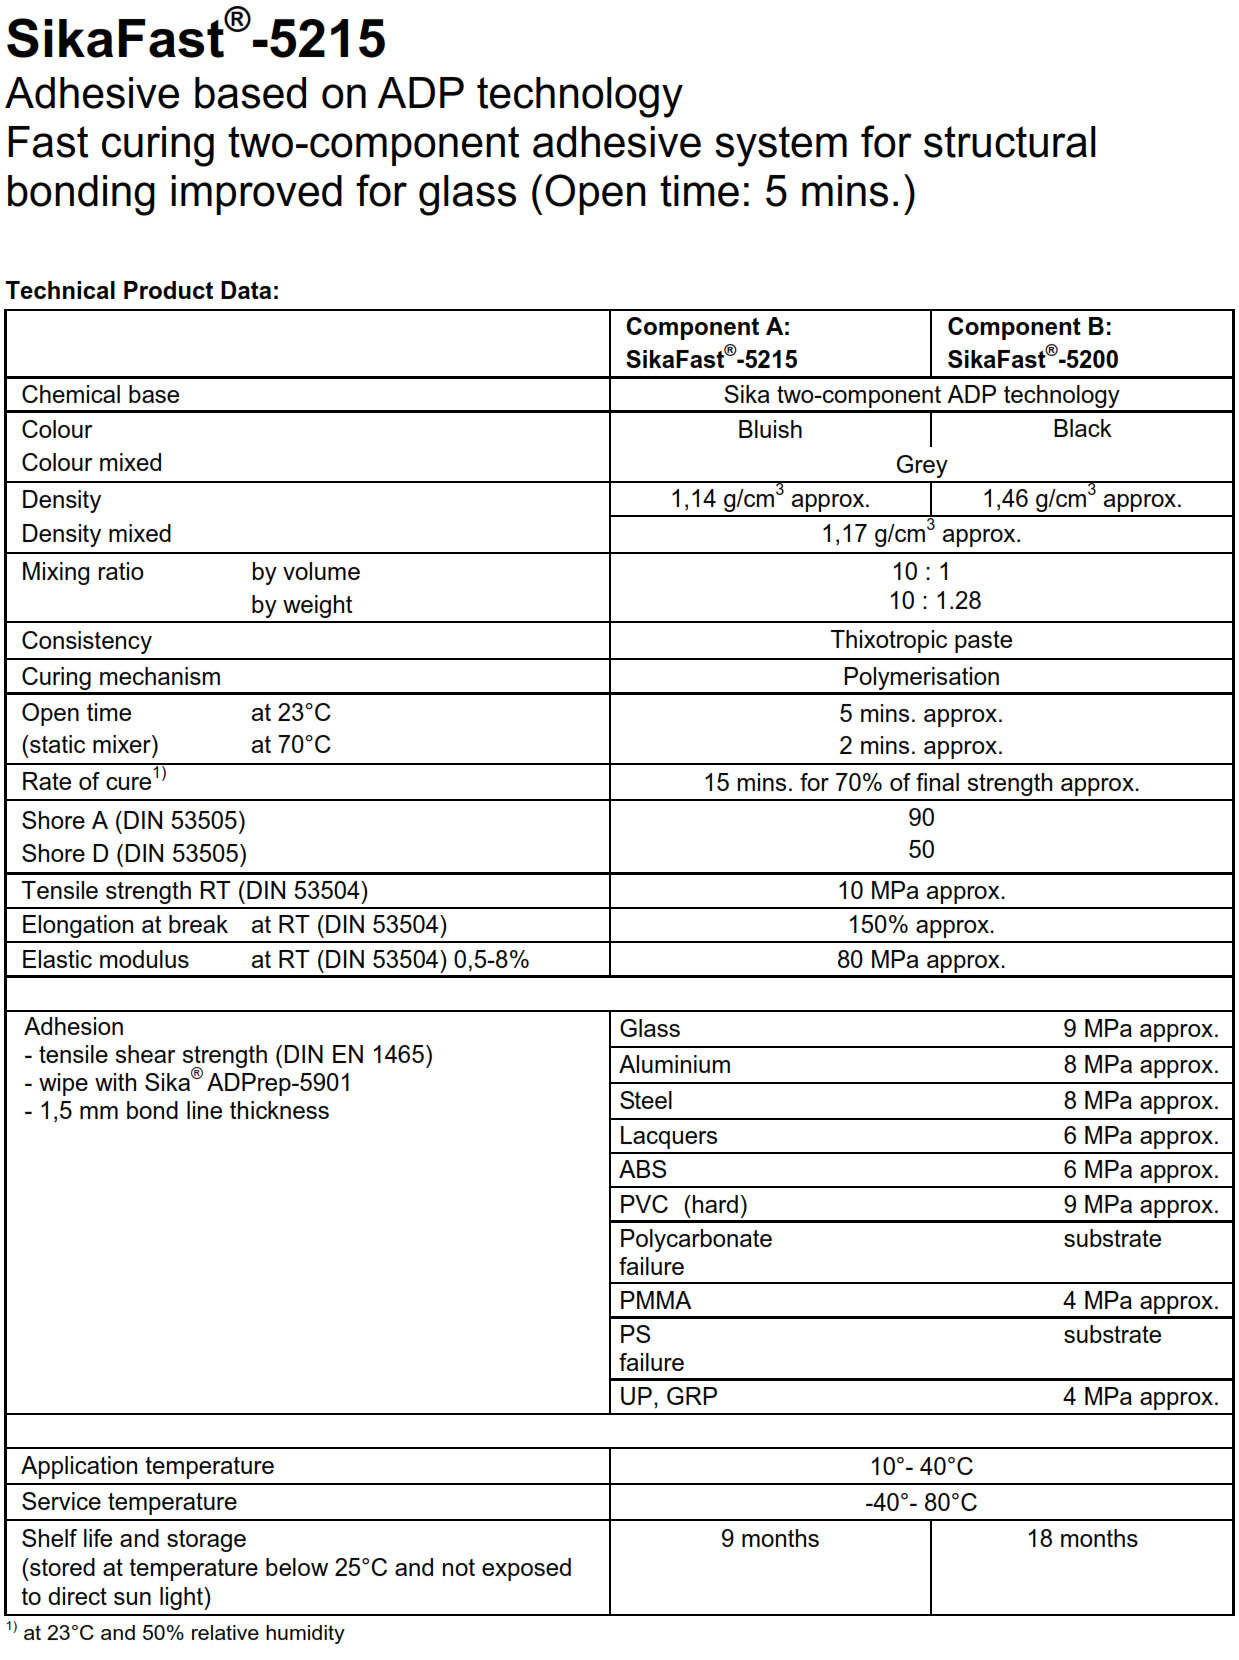 SikaFast®-5215
Adhesive based on ADP technology
Fast curing two-component adhesive system for structural
bonding improved for glass (Open time: 5 mins.)
Technical Product Data:
Component A: Component B:
SikaFast®-5215 SikaFast®-5200
Chemical base Sika two-component ADP technology
Colour Bluish Black
Colour mixed Grey
Density 1,14 g/cm³ approx. 1,46 g/cm³ approx.
Density mixed 1,17 g/cm³ approx.
Mixing ratio by volume 10 : 1
by weight 10 : 1.28
Consistency Thixotropic paste
Curing mechanism Polymerisation
Open time at 23°C 5 mins. approx.
(static mixer) at 70°C 2 mins. approx.
Rate of cure1) 15 mins. for 70% of final strength approx.
Shore A (DIN 53505) 90
Shore D (DIN 53505) 50
Tensile strength RT (DIN 53504) 10 MPa approx.
Elongation at break at RT (DIN 53504) 150% approx.
Elastic modulus at RT (DIN 53504) 0,5-8% 80 MPa approx.
Adhesion
- tensile shear strength (DIN EN 1465)
- wipe with Sika® ADPrep-5901
- 1,5 mm bond line thickness
Glass 9 MPa approx.
Aluminium 8 MPa approx.
Steel 8 MPa approx.
Lacquers 6 MPa approx.
ABS 6 MPa approx.
PVC (hard) 9 MPa approx.
Polycarbonate substrate
failure
PMMA 4 MPa approx.
PS substrate
failure
UP, GRP 4 MPa approx.
Application temperature 10°- 40°C
Service temperature -40°- 80°C
Shelf life and storage 9 months 18 months
(stored at temperature below 25°C and not exposed
to direct sun light)
1) at 23°C and 50% relative humidity